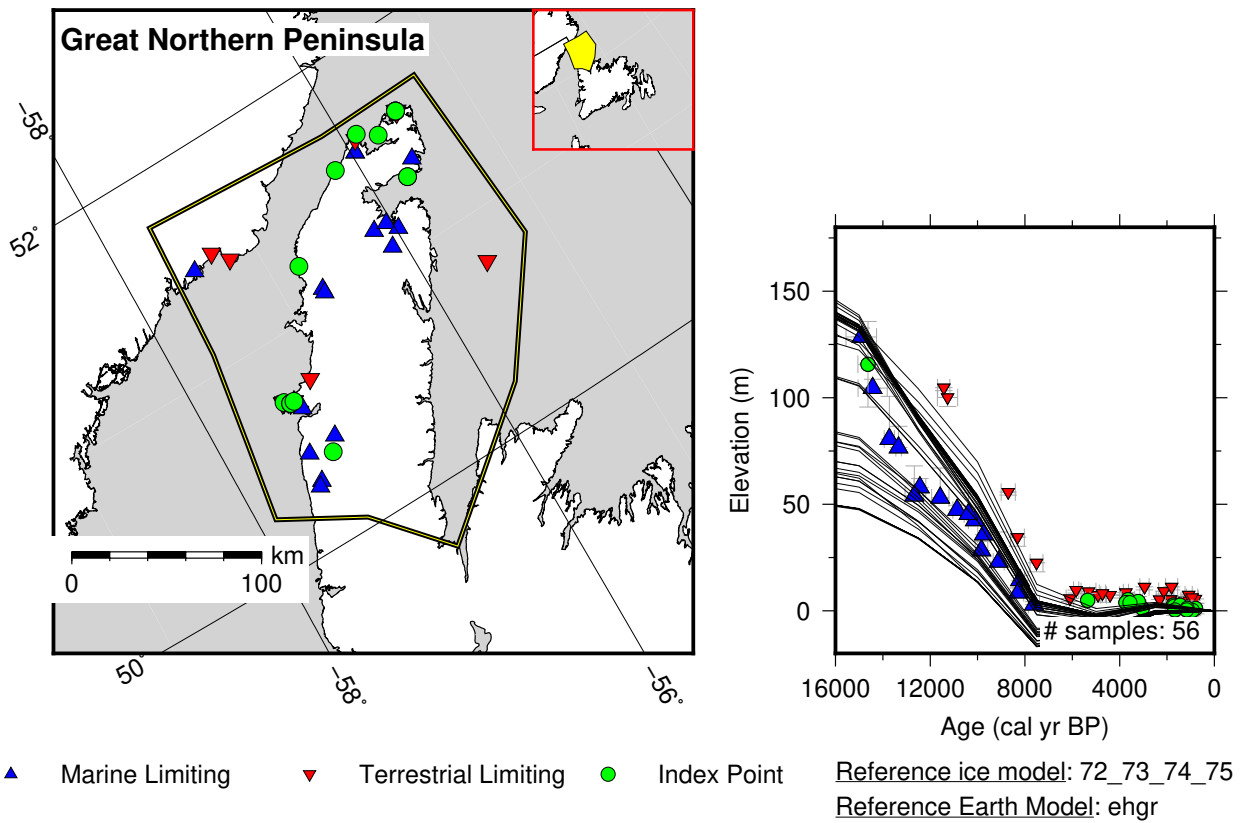 Great Northern Peninsula
−58°
52°
50°
−58°
−56°
km
0 100
Elevation (m)
150
100
50
0
# samples: 56
16000 12000 8000 4000 0
Age (cal yr BP)
Marine Limiting Terrestrial Limiting Index Point
Reference ice model: 72_73_74_75
Reference Earth Model: ehgr